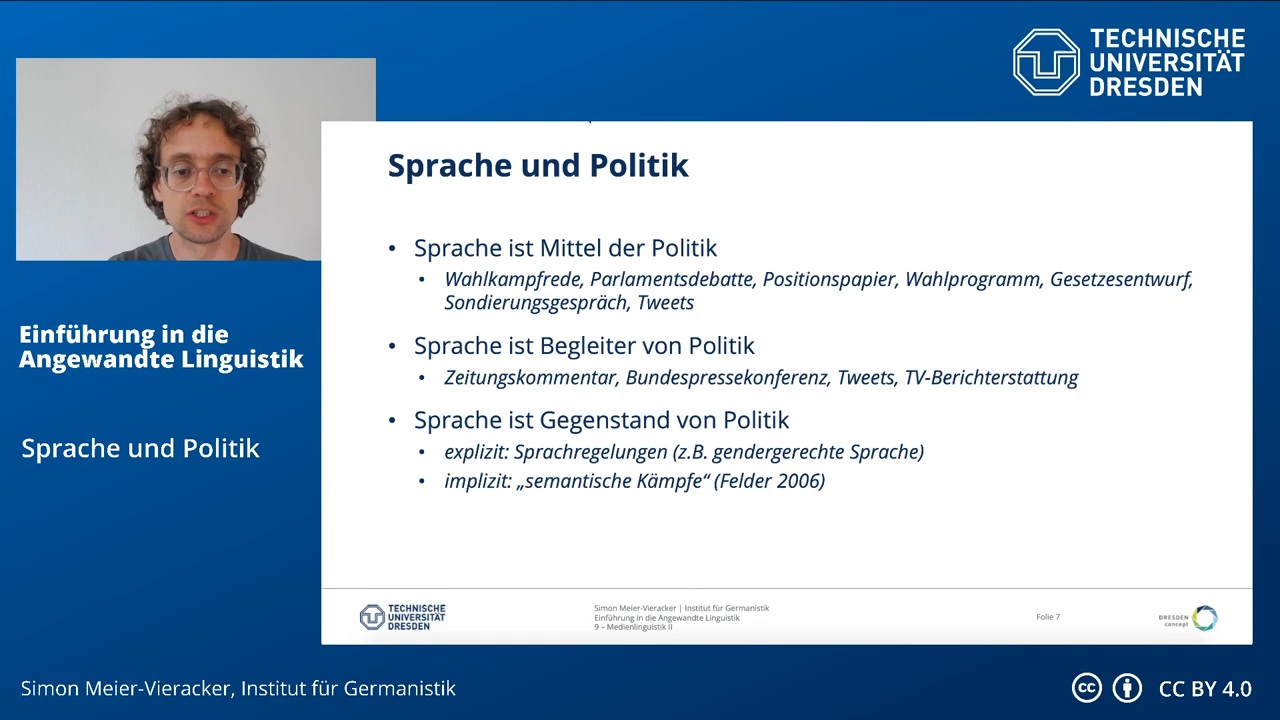 TECHNISCHE
UNIVERSITÄT
DRESDEN
Sprache und Politik
• Sprache ist Mittel der Politik
• Wahlkampfrede, Parlamentsdebatte, Positionspapier, Wahlprogramm, Gesetzesentwurf,
Sondierungsgespräch, Tweets
• Sprache ist Begleiter von Politik
• Zeitungskommentar, Bundespressekonferenz, Tweets, TV-Berichterstattung
• Sprache ist Gegenstand von Politik
• explizit: Sprachregelungen (z.B. gendergerechte Sprache)
• implizit: „semantische Kämpfe“ (Felder 2006)
Einführung in die
Angewandte Linguistik
Sprache und Politik
TECHNISCHE
UNIVERSITÄT
DRESDEN
Simon Meier-Vieracker | Institut für Germanistik
Einführung in die Angewandte Linguistik
9 – Medienlinguistik II
Folie 7
DRESDEN
concept
Simon Meier-Vieracker, Institut für Germanistik
cc CC BY 4.0